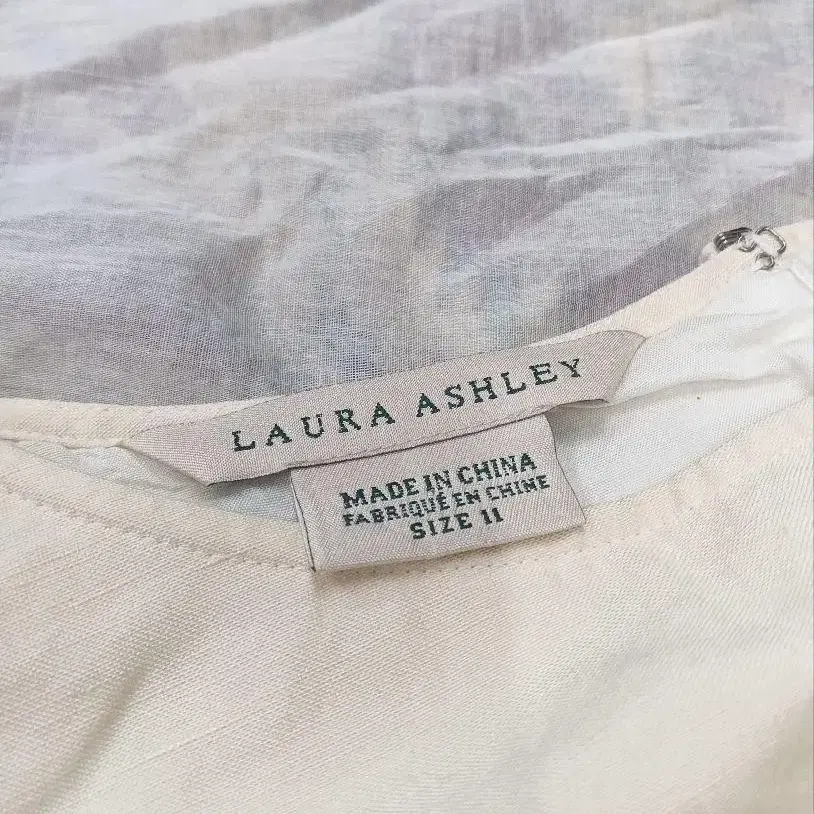 LAURA ASHLEY
MADE IN CHINA
FABRIQUÉ EN CHINE
SIZE 11